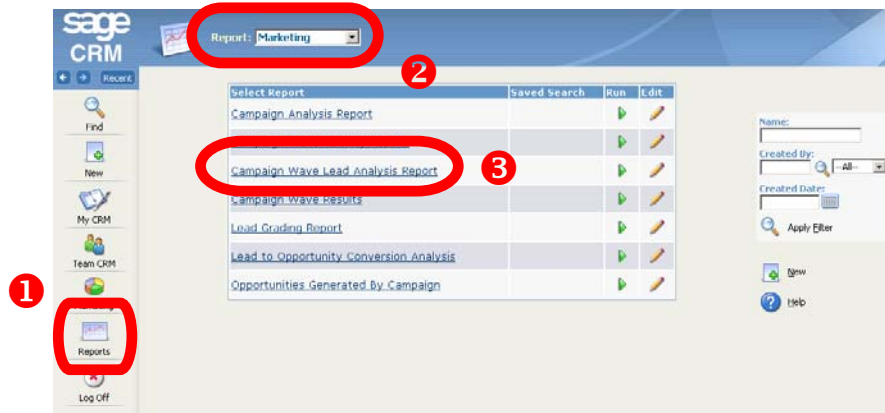 sage
CRM
Report: Marketing
2
Recent
Select Report Saved Search Run Edit
Campaign Analysis Report
Find
Name:
New
Campaign Wave Lead Analysis Report
3
Created By:
--All--
Campaign Wave Results
Created Date:
My CRM
Lead Grading Report
Apply Filter
Team CRM
Lead to Opportunity Conversion Analysis
New
1
Opportunities Generated By Campaign
Help
Reports
Log Off